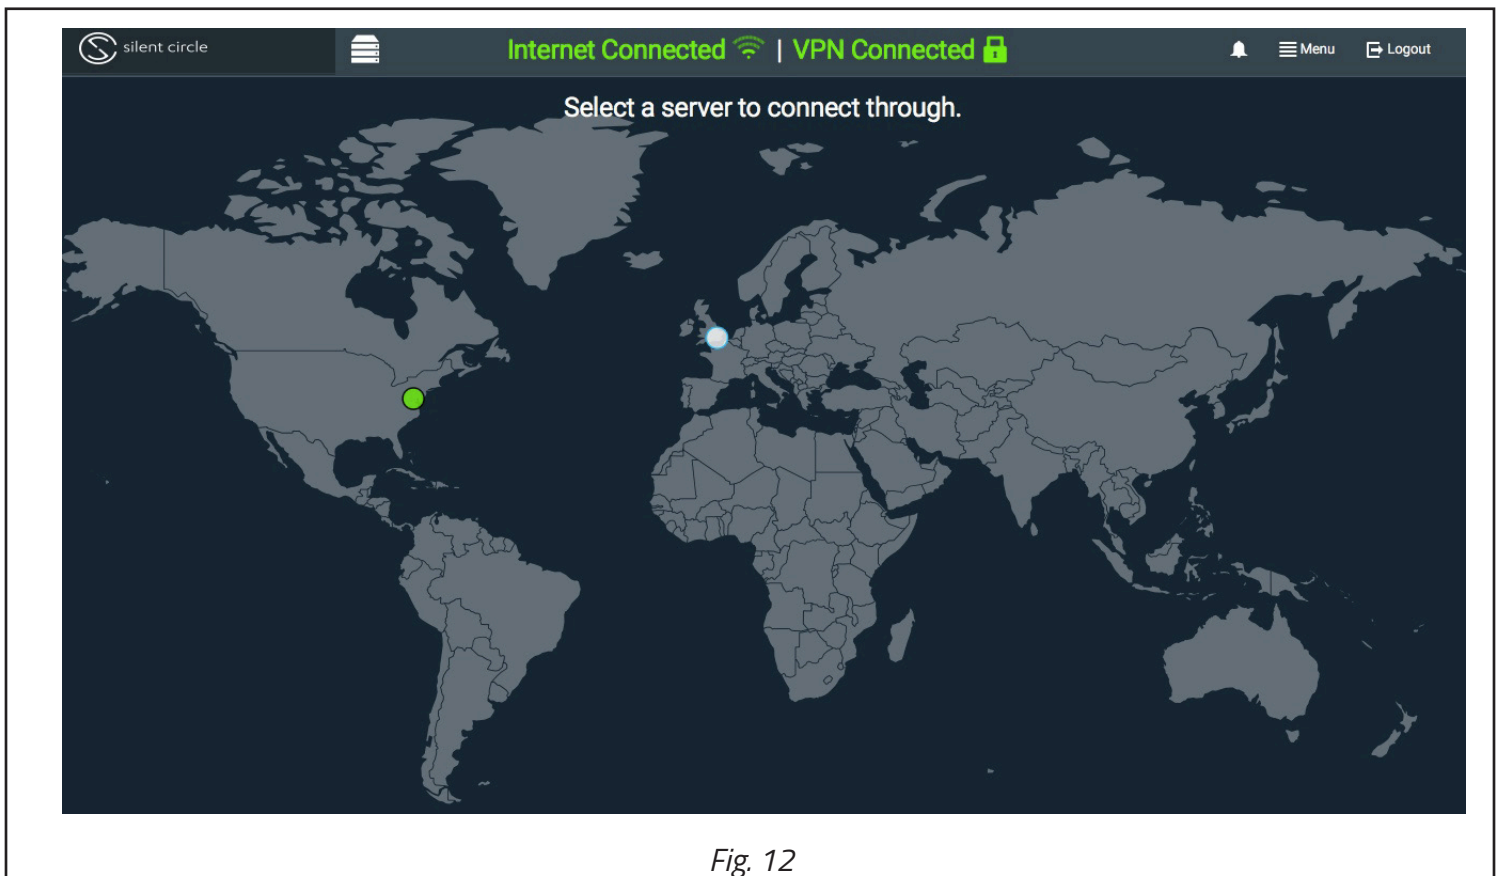 silent circle
Internet Connected | VPN Connected
Menu
Logout
Select a server to connect through.
Fig. 12